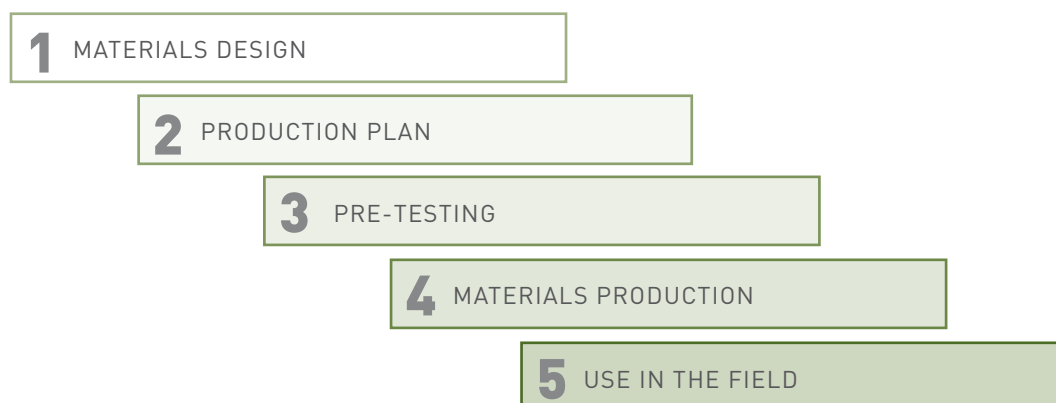 1 MATERIALS DESIGN
2 PRODUCTION PLAN
3 PRE-TESTING
4 MATERIALS PRODUCTION
5 USE IN THE FIELD